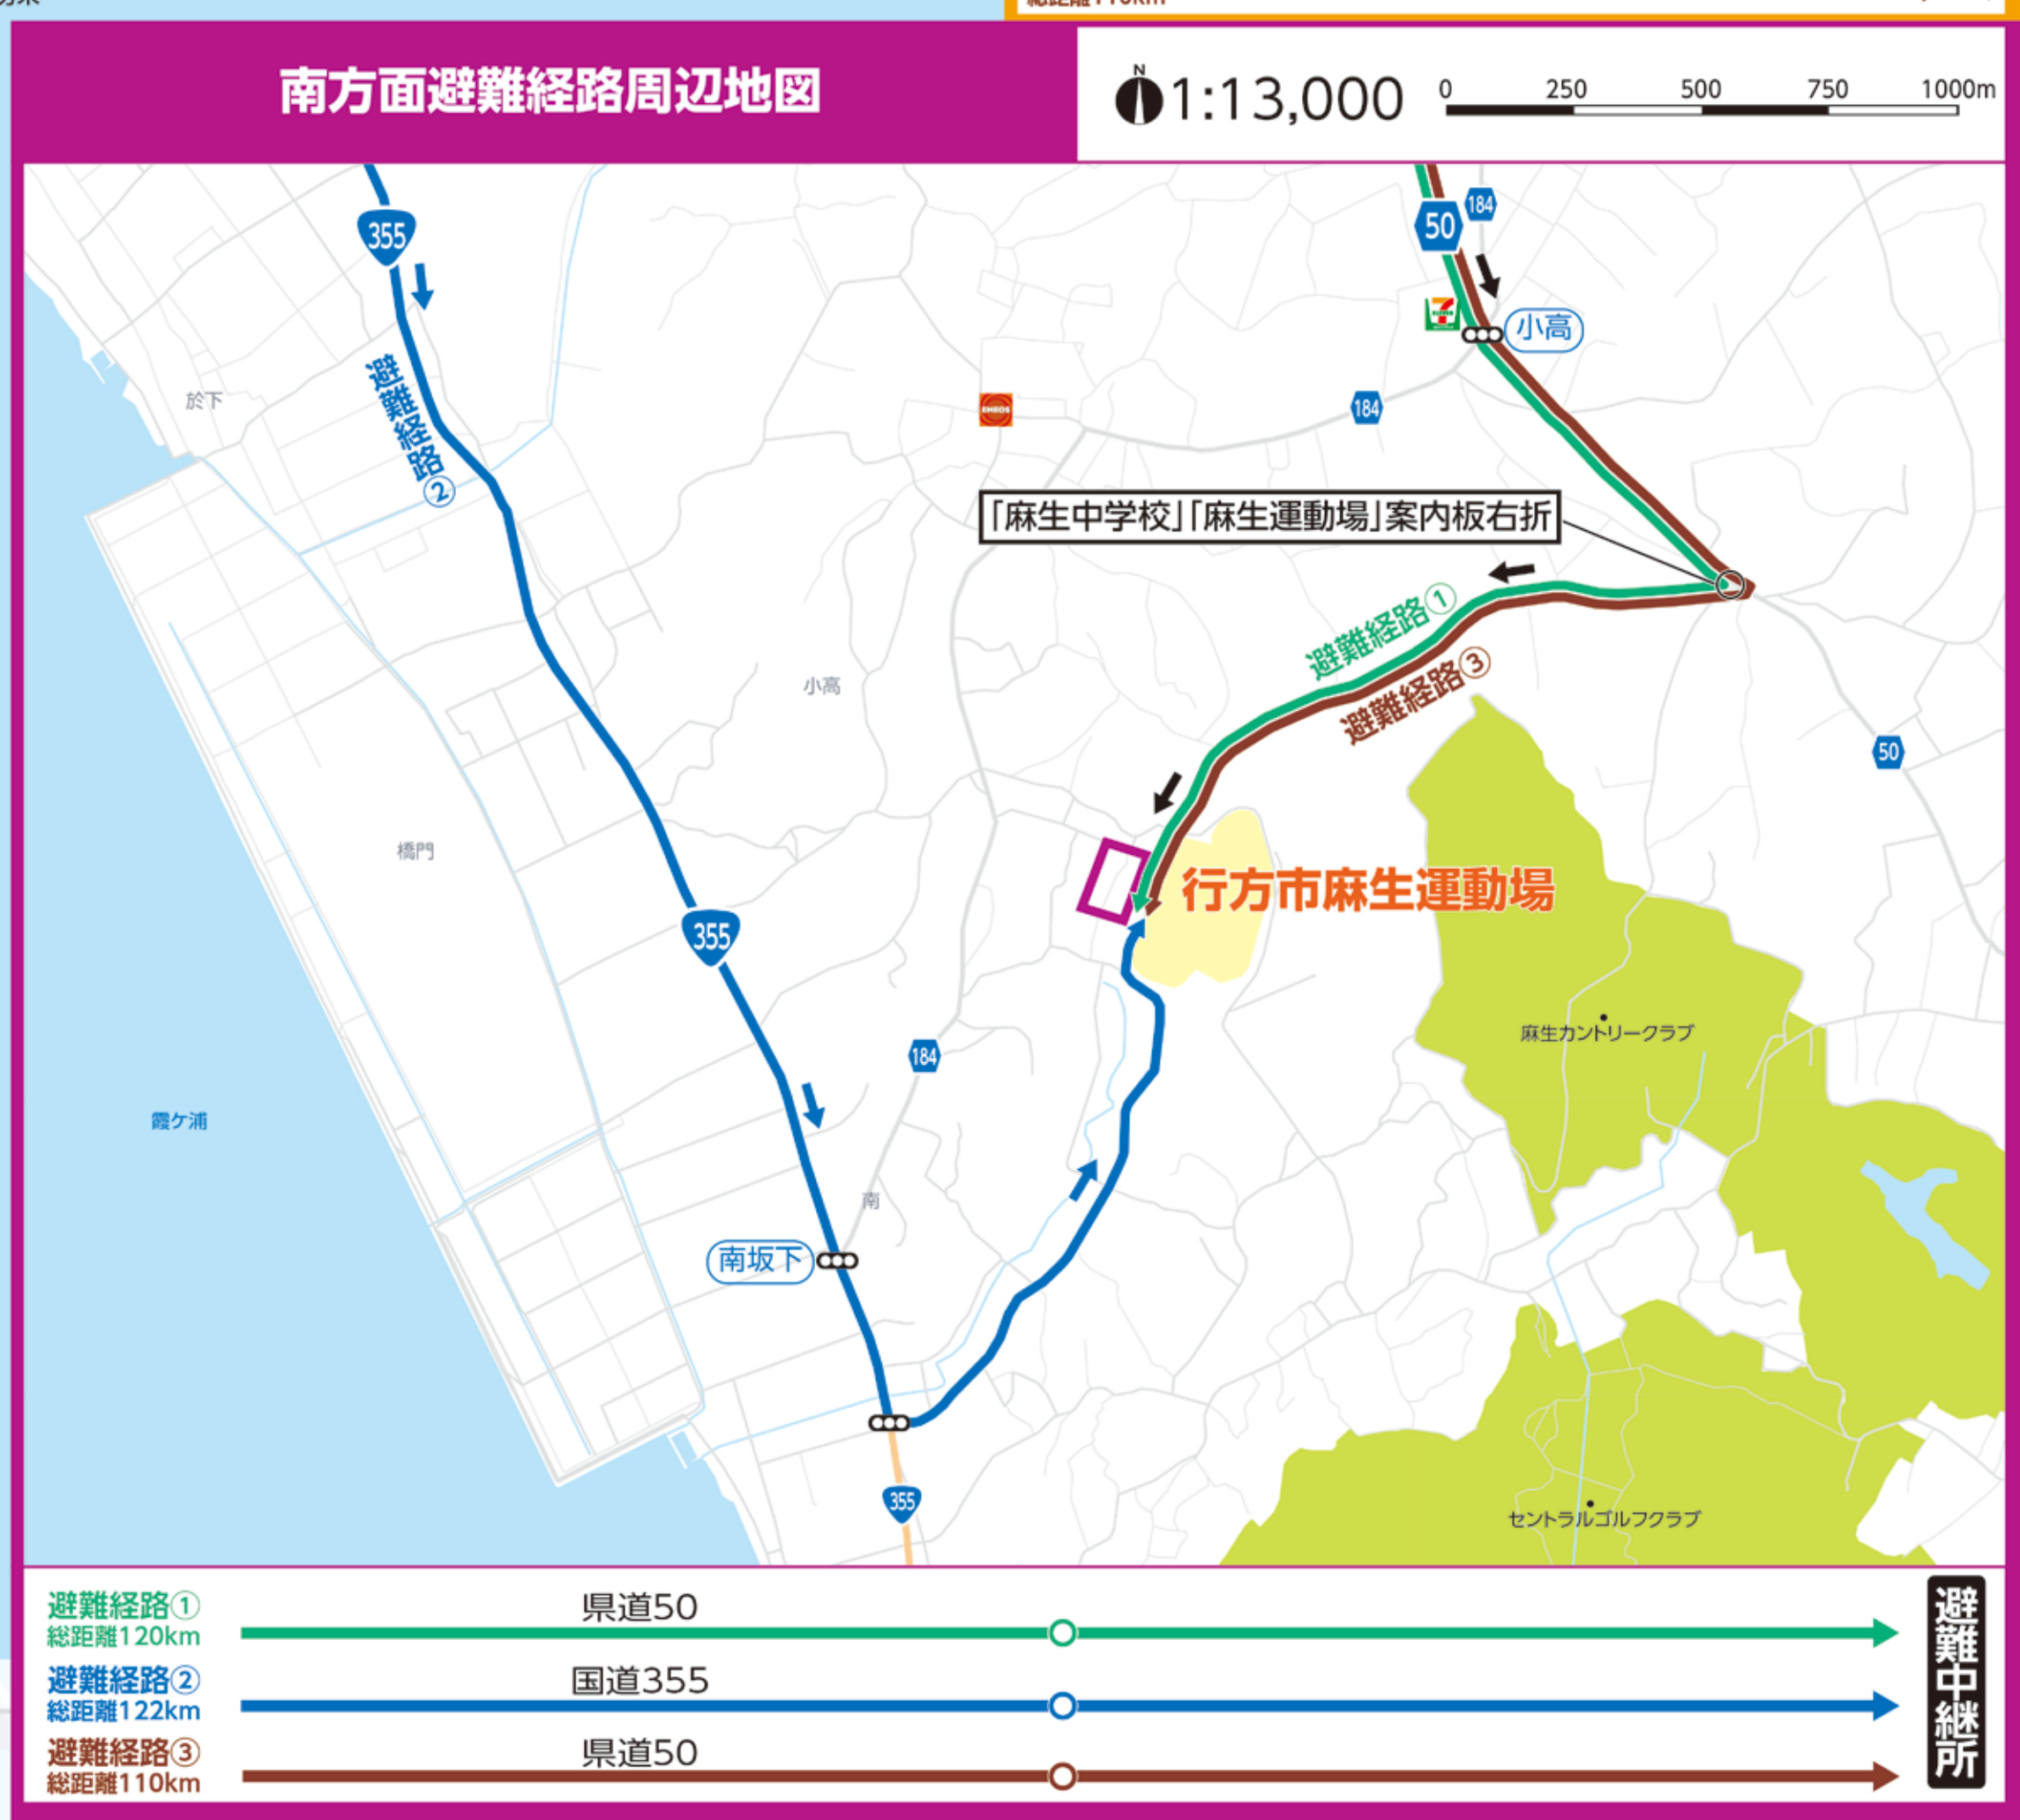 南方面避難経路周辺地図
N
1:13,000
0 250 500 750 1000m
355
50
184
小高
避難経路②
於下
ENEOS
184
「麻生中学校」「麻生運動場」案内板右折
避難経路①
避難経路③
小高
50
橋門
行方市麻生運動場
355
麻生カントリークラブ
184
霞ケ浦
南
南坂下
355
セントラルゴルフクラブ
避難経路①
総距離120km
県道50
避難経路②
総距離122km
国道355
避難経路③
総距離110km
県道50
避難中継所